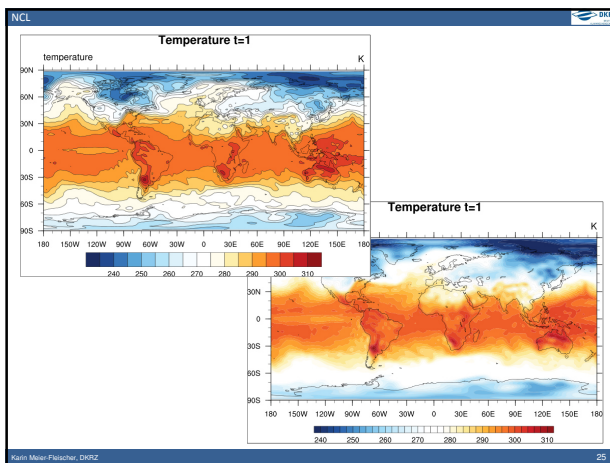 NCL
DKRZ
Temperature t=1
temperature K
90N
60N
30N
0
30S
60S
90S
180 150W 120W 90W 60W 30W 0 30E 60E 90E 120E 150E 180
240 250 260 270 280 290 300 310
Temperature t=1
K
30N
0
30S
60S
90S
180 150W 120W 90W 60W 30W 0 30E 60E 90E 120E 150E 180
240 250 260 270 280 290 300 310
Karin Meier-Fleischer, DKRZ 25